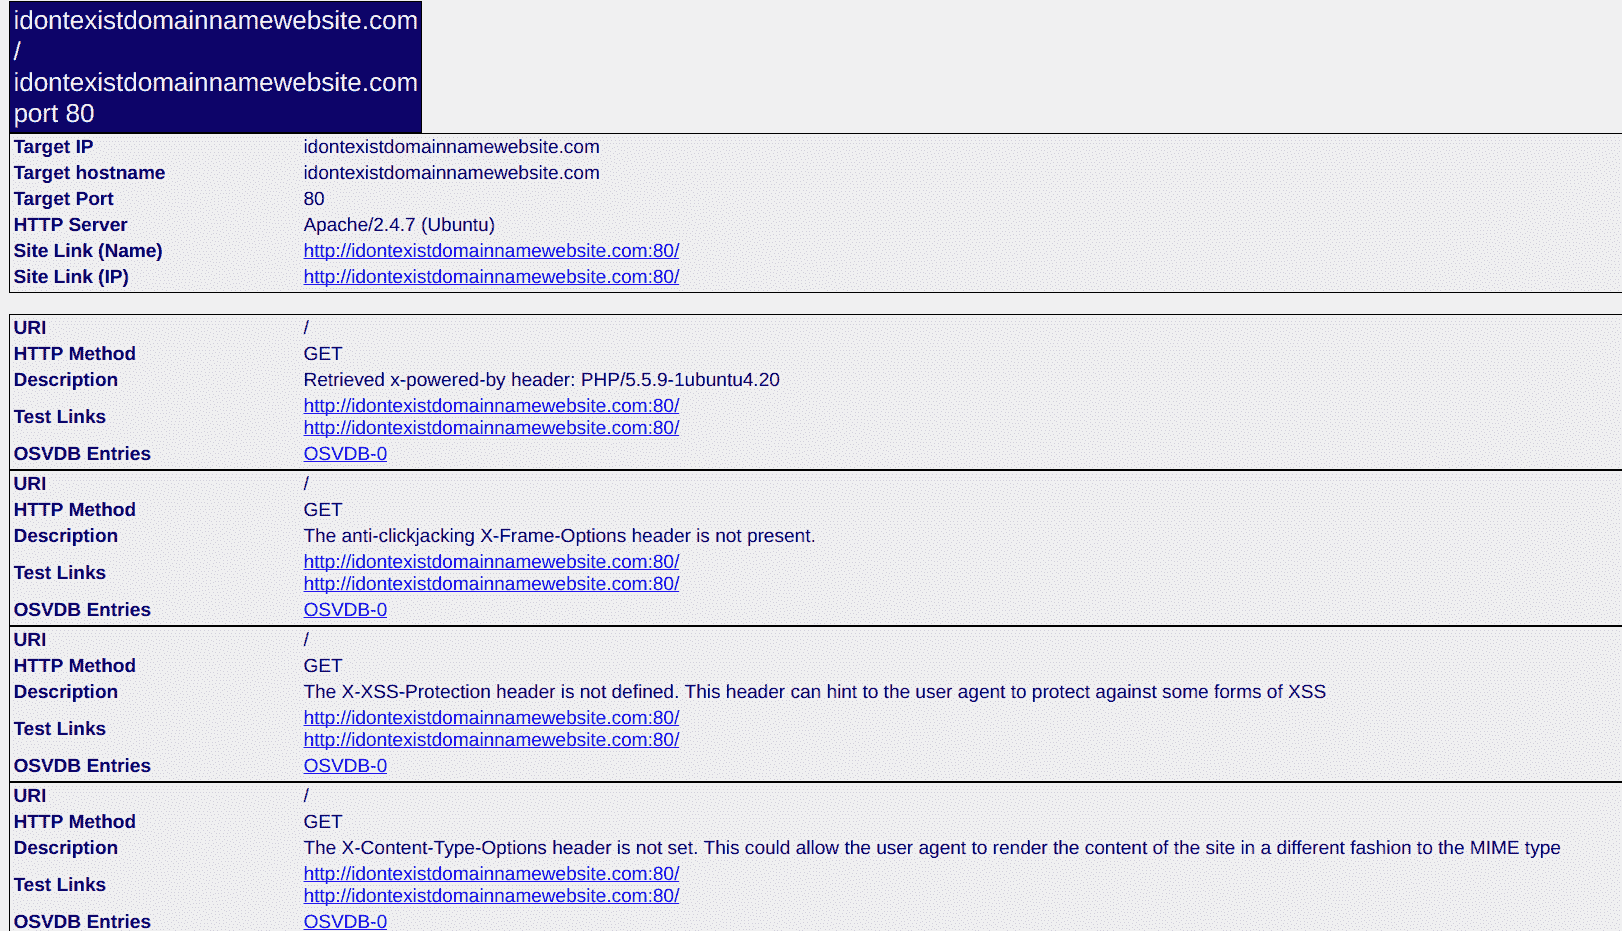 idontexistdomainnamewebsite.com
/
idontexistdomainnamewebsite.com
port 80
Target IP idontexistdomainnamewebsite.com
Target hostname idontexistdomainnamewebsite.com
Target Port 80
HTTP Server Apache/2.4.7 (Ubuntu)
Site Link (Name) http://idontexistdomainnamewebsite.com:80/
Site Link (IP) http://idontexistdomainnamewebsite.com:80/
URI /
HTTP Method GET
Description Retrieved x-powered-by header: PHP/5.5.9-1ubuntu4.20
Test Links http://idontexistdomainnamewebsite.com:80/
http://idontexistdomainnamewebsite.com:80/
OSVDB Entries OSVDB-0
URI /
HTTP Method GET
Description The anti-clickjacking X-Frame-Options header is not present.
Test Links http://idontexistdomainnamewebsite.com:80/
http://idontexistdomainnamewebsite.com:80/
OSVDB Entries OSVDB-0
URI /
HTTP Method GET
Description The X-XSS-Protection header is not defined. This header can hint to the user agent to protect against some forms of XSS
Test Links http://idontexistdomainnamewebsite.com:80/
http://idontexistdomainnamewebsite.com:80/
OSVDB Entries OSVDB-0
URI /
HTTP Method GET
Description The X-Content-Type-Options header is not set. This could allow the user agent to render the content of the site in a different fashion to the MIME type
Test Links http://idontexistdomainnamewebsite.com:80/
http://idontexistdomainnamewebsite.com:80/
OSVDB Entries OSVDB-0